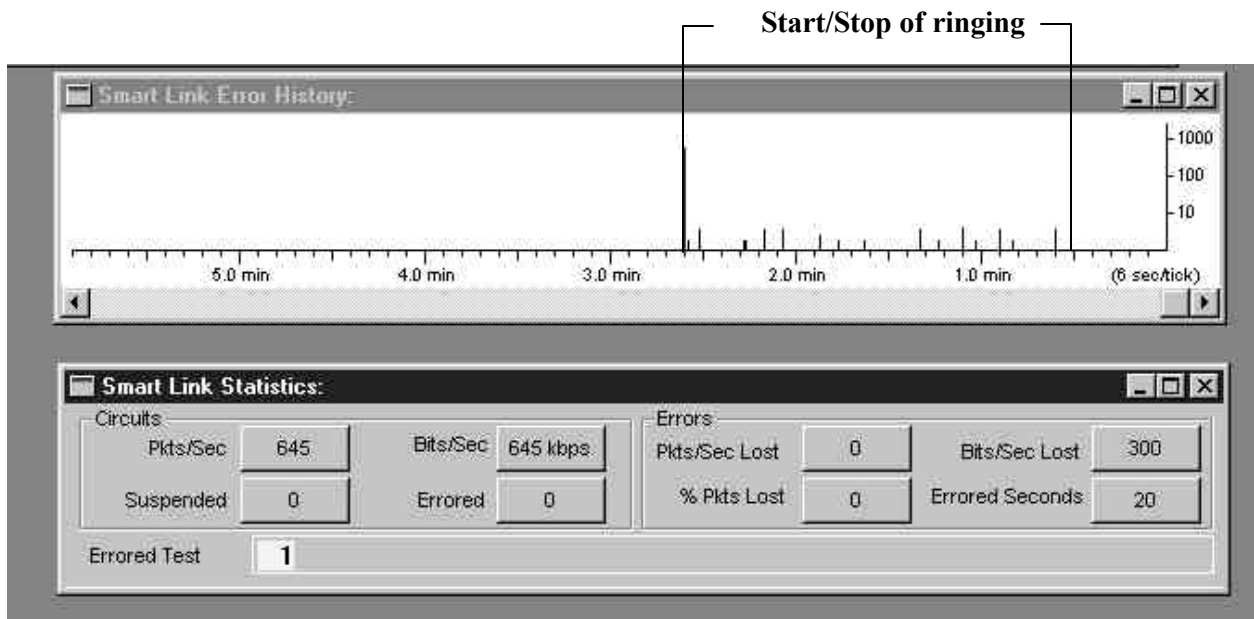 Start/Stop of ringing
Smart Link Error History:
1000
100
10
5.0 min 4.0 min 3.0 min 2.0 min 1.0 min (6 sec/tick)
Smart Link Statistics:
Circuits Errors
Pkts/Sec 645 Bits/Sec 645 kbps Pkts/Sec Lost 0 Bits/Sec Lost 300
Suspended 0 Errored 0 % Pkts Lost 0 Errored Seconds 20
Errored Test 1